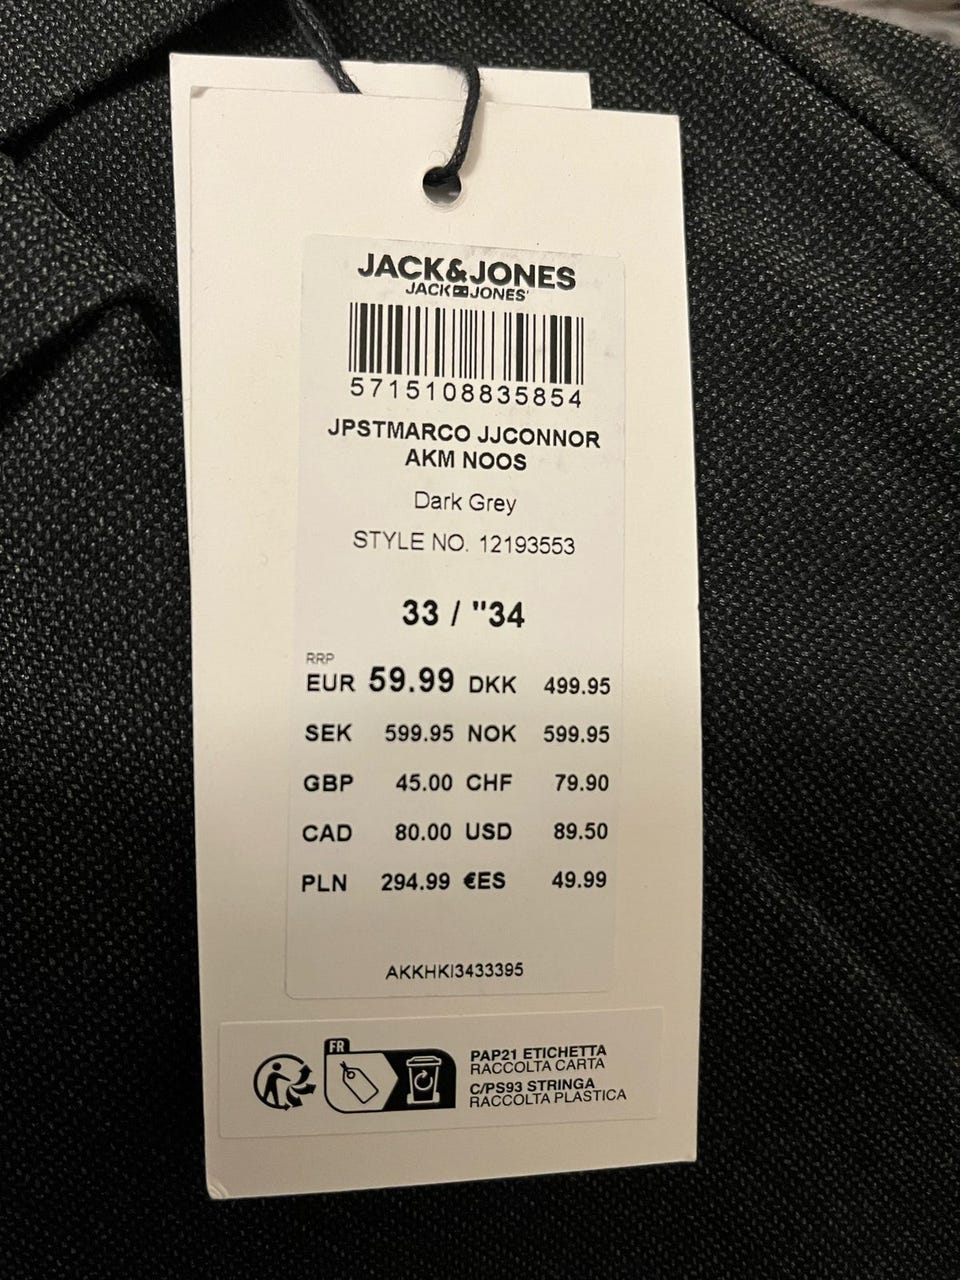 JACK&JONES
JACK JONES
5715108835854
JPSTMARCO JJCONNOR
AKM NOOS
Dark Grey
STYLE NO. 12193553
33 / "34
RRP
EUR 59.99 DKK 499.95
SEK 599.95 NOK 599.95
GBP 45.00 CHF 79.90
CAD 80.00 USD 89.50
PLN 294.99 €ES 49.99
AKKHKI3433395
FR
PAP21 ETICHETTA
RACCOLTA CARTA
C/PS93 STRINGA
RACCOLTA PLASTICA